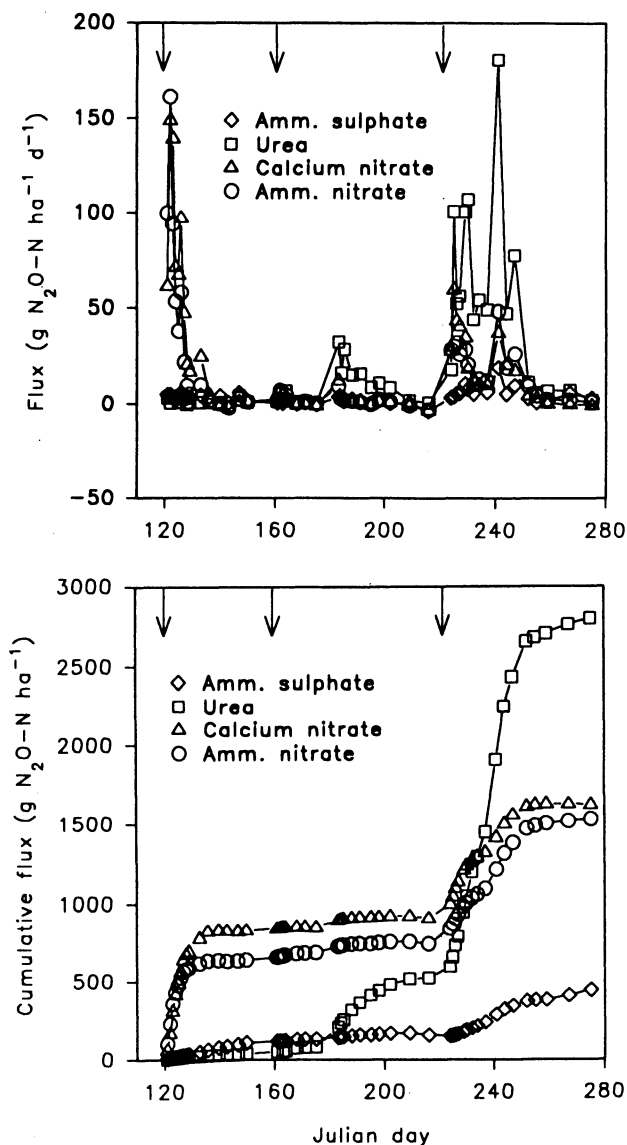 200
150
100
50
0
−50
Flux (g N₂O−N ha⁻¹ d⁻¹)
Amm. sulphate
Urea
Calcium nitrate
Amm. nitrate
120 160 200 240 280
3000
2500
2000
1500
1000
500
0
Cumulative flux (g N₂O−N ha⁻¹)
Amm. sulphate
Urea
Calcium nitrate
Amm. nitrate
120 160 200 240 280
Julian day